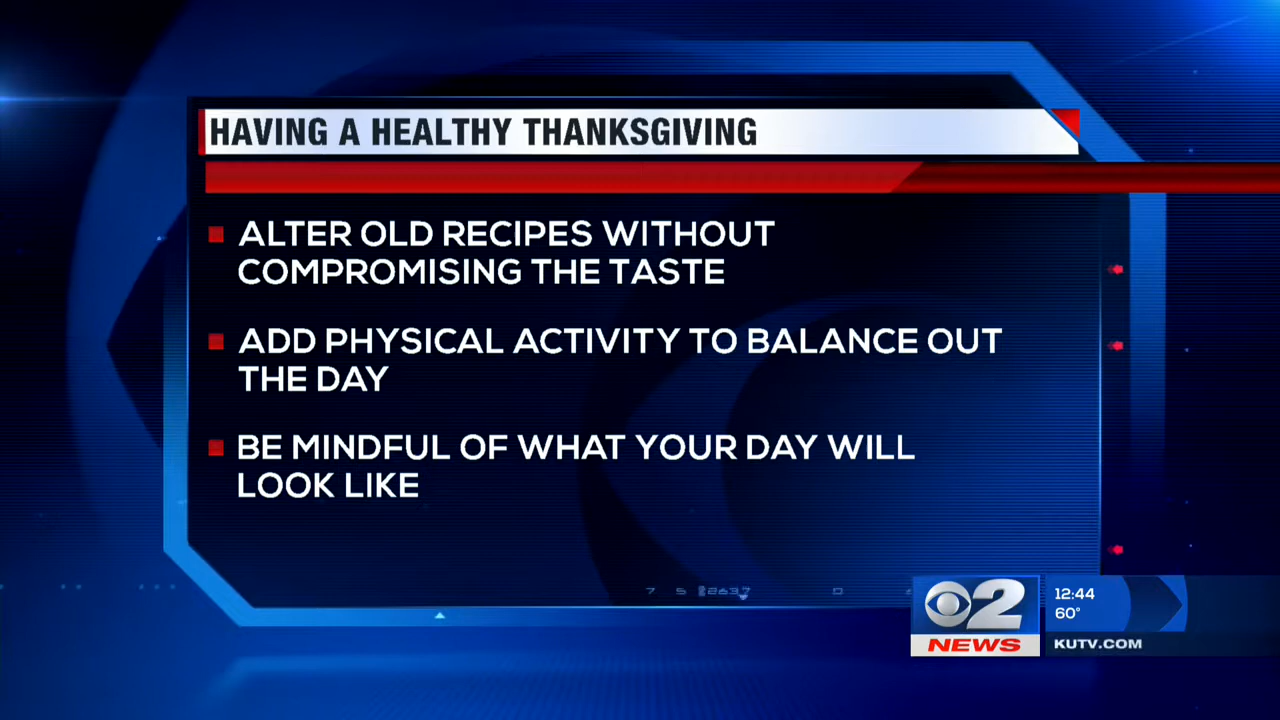 HAVING A HEALTHY THANKSGIVING
ALTER OLD RECIPES WITHOUT
COMPROMISING THE TASTE
ADD PHYSICAL ACTIVITY TO BALANCE OUT
THE DAY
BE MINDFUL OF WHAT YOUR DAY WILL
LOOK LIKE
2
NEWS
12:44
60°
KUTV.COM